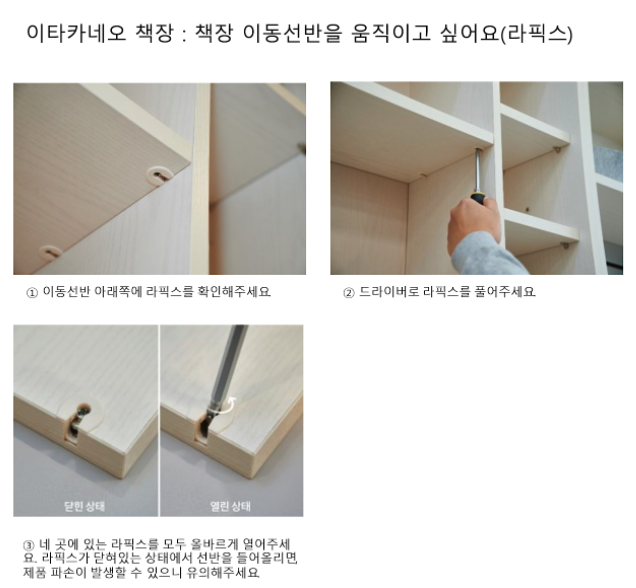 이타카네오 책장 : 책장 이동선반을 움직이고 싶어요(라픽스)
① 이동선반 아래쪽에 라픽스를 확인해주세요
② 드라이버로 라픽스를 풀어주세요
닫힌 상태
열린 상태
③ 네 곳에 있는 라픽스를 모두 올바르게 열어주세
요. 라픽스가 닫혀있는 상태에서 선반을 들어올리면,
제품 파손이 발생할 수 있으니 유의해주세요